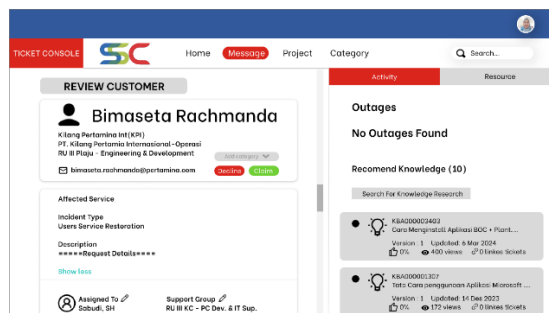 TICKET CONSOLE
SSC
Home
Message
Project
Category
Search...
REVIEW CUSTOMER
Bimaseta Rachmanda
Kilang Pertamina Int(KPI)
PT. Kilang Pertamia Internasional-Operasi
RU III Plaju - Engineering & Development
Add category
bimaseta.rachmanda@pertamina.com
Decline
Claim
Affected Service
Incident Type
Users Service Restoration
Description
=====Request Details====
Show less
Assigned To
Sabudi, SH
Support Group
RU III KC - PC Dev. & IT Sup.
Activity
Resource
Outages
No Outages Found
Recomend Knowledge (10)
Search For Knowledge Research
KBA000003403
Cara Menginstall Aplikasi BOC + Plant....
Version : 1 Updated: 6 Mar 2024
0% 400 views 0 linkes tickets
KBA000001307
Tata Cara penggunaan Aplikasi Microsoft ....
Version : 1 Updated: 14 Des 2023
0% 172 views 0 linkes tickets